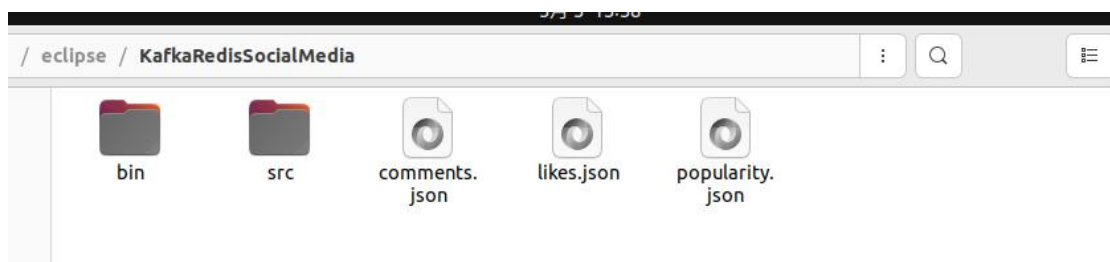 / eclipse / KafkaRedisSocialMedia
bin
src
comments.
json
likes.json
popularity.
json